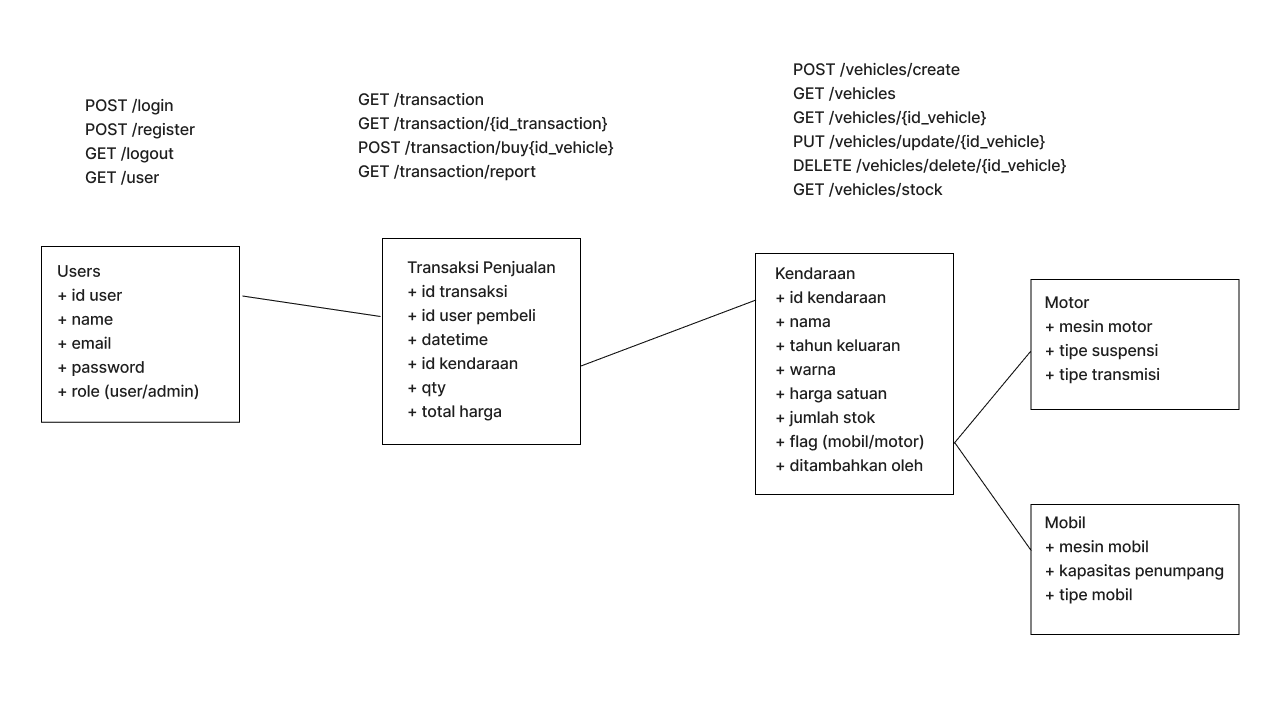 POST /login
POST /register
GET /logout
GET /user
GET /transaction
GET /transaction/{id_transaction}
POST /transaction/buy{id_vehicle}
GET /transaction/report
POST /vehicles/create
GET /vehicles
GET /vehicles/{id_vehicle}
PUT /vehicles/update/{id_vehicle}
DELETE /vehicles/delete/{id_vehicle}
GET /vehicles/stock
Users
+ id user
+ name
+ email
+ password
+ role (user/admin)
Transaksi Penjualan
+ id transaksi
+ id user pembeli
+ datetime
+ id kendaraan
+ qty
+ total harga
Kendaraan
+ id kendaraan
+ nama
+ tahun keluaran
+ warna
+ harga satuan
+ jumlah stok
+ flag (mobil/motor)
+ ditambahkan oleh
Motor
+ mesin motor
+ tipe suspensi
+ tipe transmisi
Mobil
+ mesin mobil
+ kapasitas penumpang
+ tipe mobil